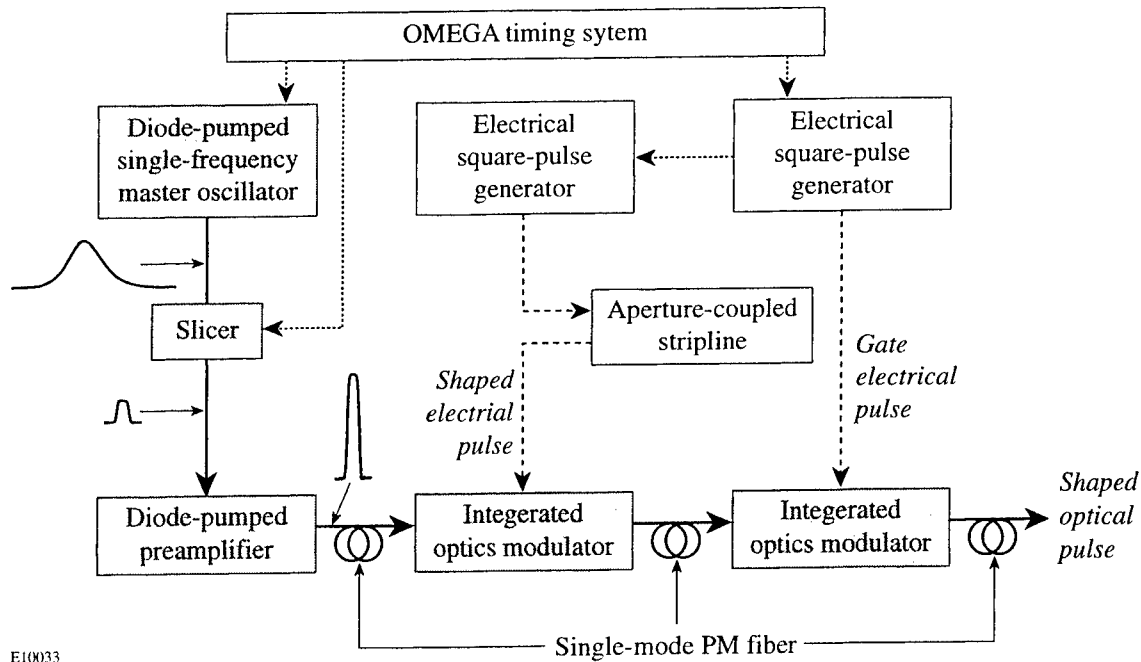 OMEGA timing sytem
Diode-pumped
single-frequency
master oscillator
Electrical
square-pulse
generator
Electrical
square-pulse
generator
Slicer
Aperture-coupled
stripline
Shaped
electrial
pulse
Gate
electrical
pulse
Diode-pumped
preamplifier
Integerated
optics modulator
Integerated
optics modulator
Shaped
optical
pulse
Single-mode PM fiber
E10033